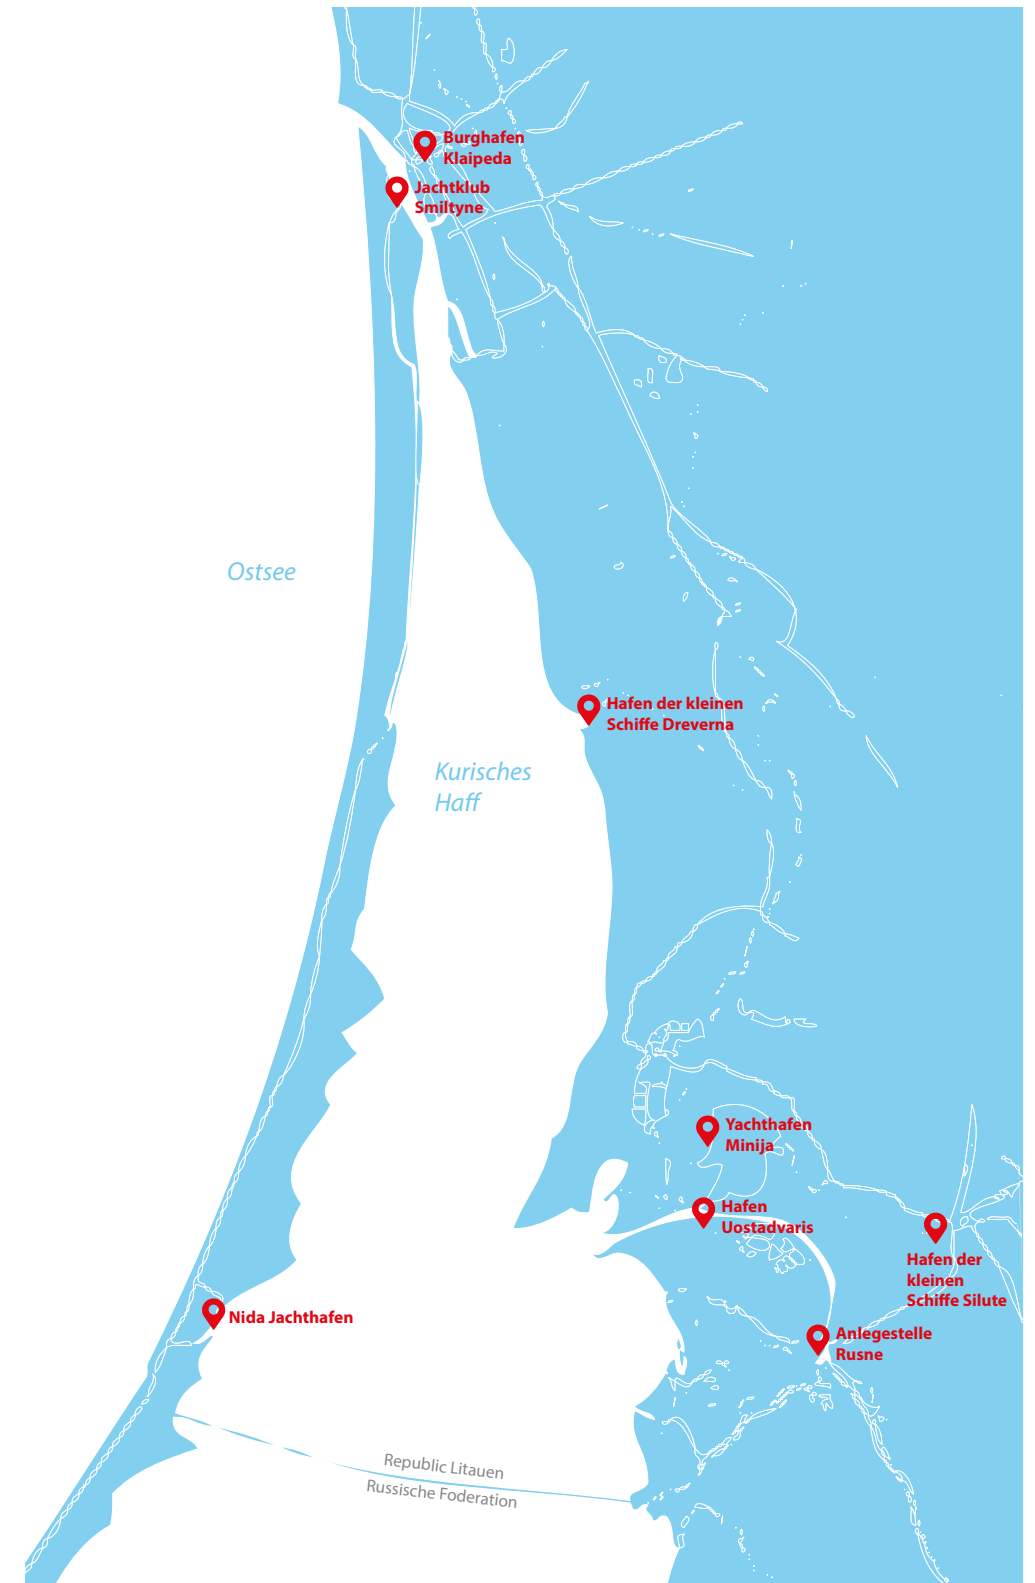 Burghafen
Klaipeda
Jachtklub
Smiltyne
Ostsee
Hafen der kleinen
Schiffe Dreverna
Kurisches
Haff
Yachthafen
Minija
Hafen
Uostadvaris
Hafen der
kleinen
Schiffe Silute
Nida Jachthafen
Anlegestelle
Rusne
Republic Litauen
Russische Foderation